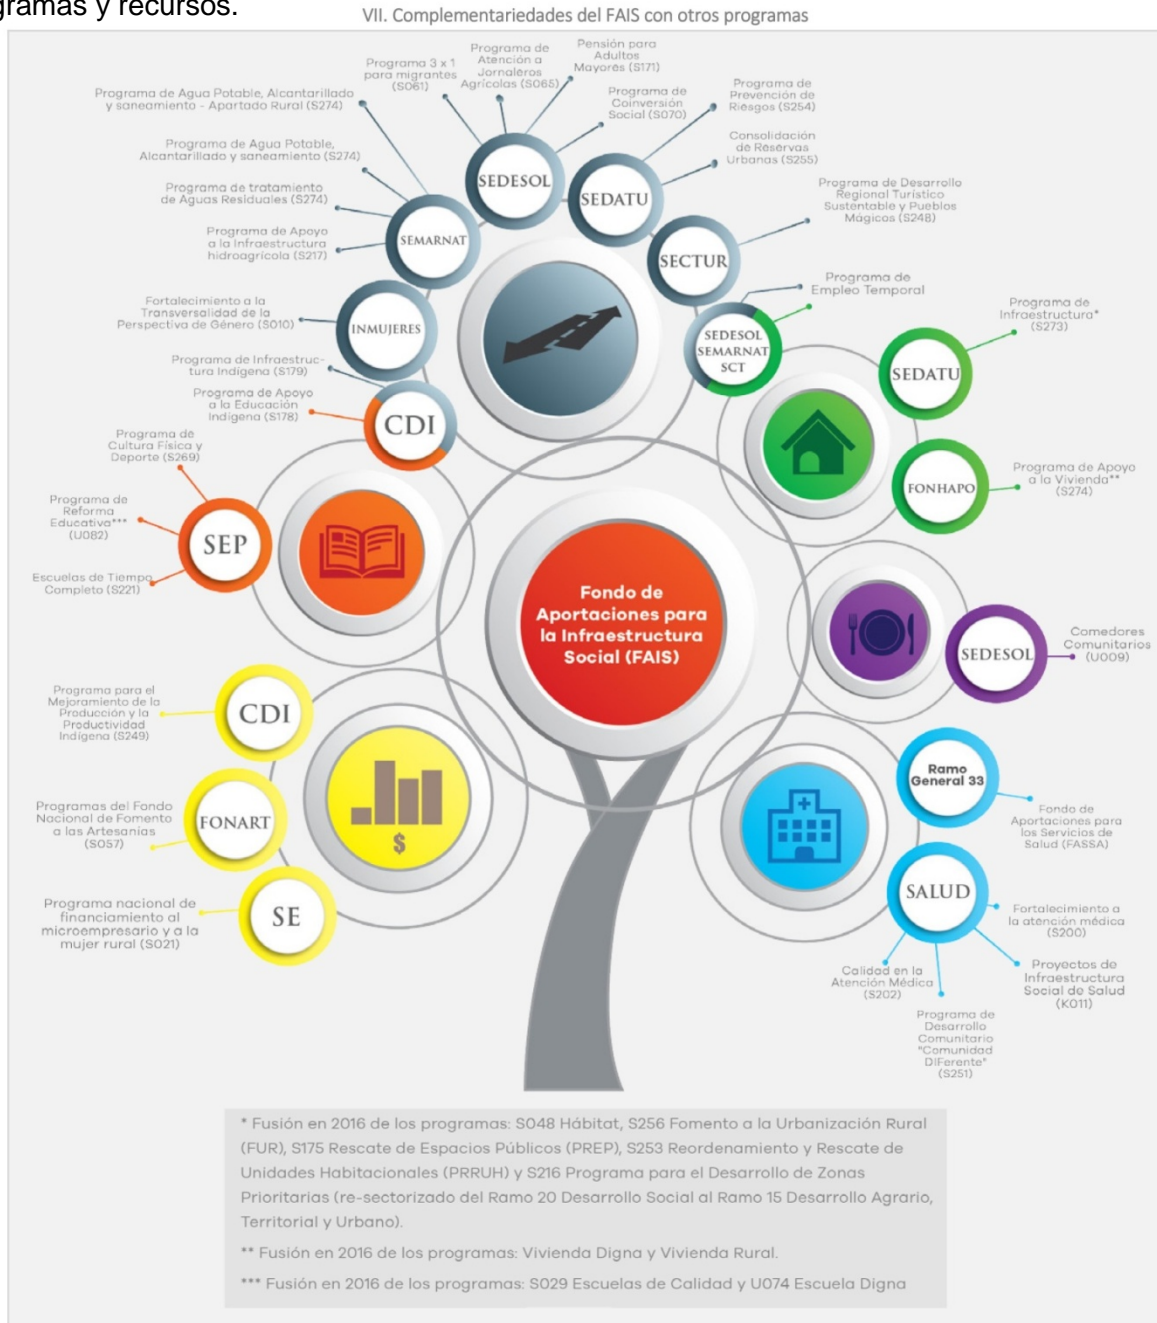 gramas y recursos.
VII. Complementariedades del FAIS con otros programas
Programa de Agua Potable, Alcantarillado
y saneamiento - Apartado Rural (S274)
Programa 3 x 1
para migrantes
(S061)
Programa de
Atención a
Jornaleros
Agrícolas (S065)
Pensión para
Adultos
Mayores (S171)
Programa de
Coinversión
Social (S070)
Programa de
Prevención de
Riesgos (S254)
Consolidación
de Reservas
Urbanas (S255)
Programa de Agua Potable,
Alcantarillado y saneamiento (S274)
Programa de tratamiento
de Aguas Residuales (S274)
Programa de Apoyo
a la Infraestructura
hidroagrícola (S217)
SEDESOL
SEDATU
SEMARNAT
SECTUR
Programa de Desarrollo
Regional Turístico
Sustentable y Pueblos
Mágicos (S248)
Programa de
Empleo Temporal
Fortalecimiento a la
Transversalidad de la
Perspectiva de Género (S010)
INMUJERES
SEDESOL
SEMARNAT
SCT
Programa de
Infraestructura*
(S273)
SEDATU
Programa de Infraestruc-
tura Indígena (S179)
Programa de Apoyo
a la Educación
Indígena (S178)
CDI
Programa de
Cultura Física y
Deporte (S269)
Programa de
Reforma
Educativa***
(U082)
Escuelas de Tiempo
Completo (S221)
SEP
FONHAPO
Programa de Apoyo
a la Vivienda**
(S274)
Fondo de
Aportaciones para
la Infraestructura
Social (FAIS)
SEDESOL
Comedores
Comunitarios
(U009)
Programa para el
Mejoramiento de la
Producción y la
Productividad
Indígena (S249)
CDI
Programas del Fondo
Nacional de Fomento
a las Artesanías
(S057)
FONART
$
Programa nacional de
financiamiento al
microempresario y a la
mujer rural (S021)
SE
Ramo
General 33
Fondo de
Aportaciones para
los Servicios de
Salud (FASSA)
SALUD
Fortalecimiento a
la atención médica
(S200)
Calidad en la
Atención Médica
(S202)
Proyectos de
Infraestructura
Social de Salud
(K011)
Programa de
Desarrollo
Comunitario
"Comunidad
DIFerente"
(S251)
* Fusión en 2016 de los programas: S048 Hábitat, S256 Fomento a la Urbanización Rural
(FUR), S175 Rescate de Espacios Públicos (PREP), S253 Reordenamiento y Rescate de
Unidades Habitacionales (PRRUH) y S216 Programa para el Desarrollo de Zonas
Prioritarias (re-sectorizado del Ramo 20 Desarrollo Social al Ramo 15 Desarrollo Agrario,
Territorial y Urbano).
** Fusión en 2016 de los programas: Vivienda Digna y Vivienda Rural.
*** Fusión en 2016 de los programas: S029 Escuelas de Calidad y U074 Escuela Digna